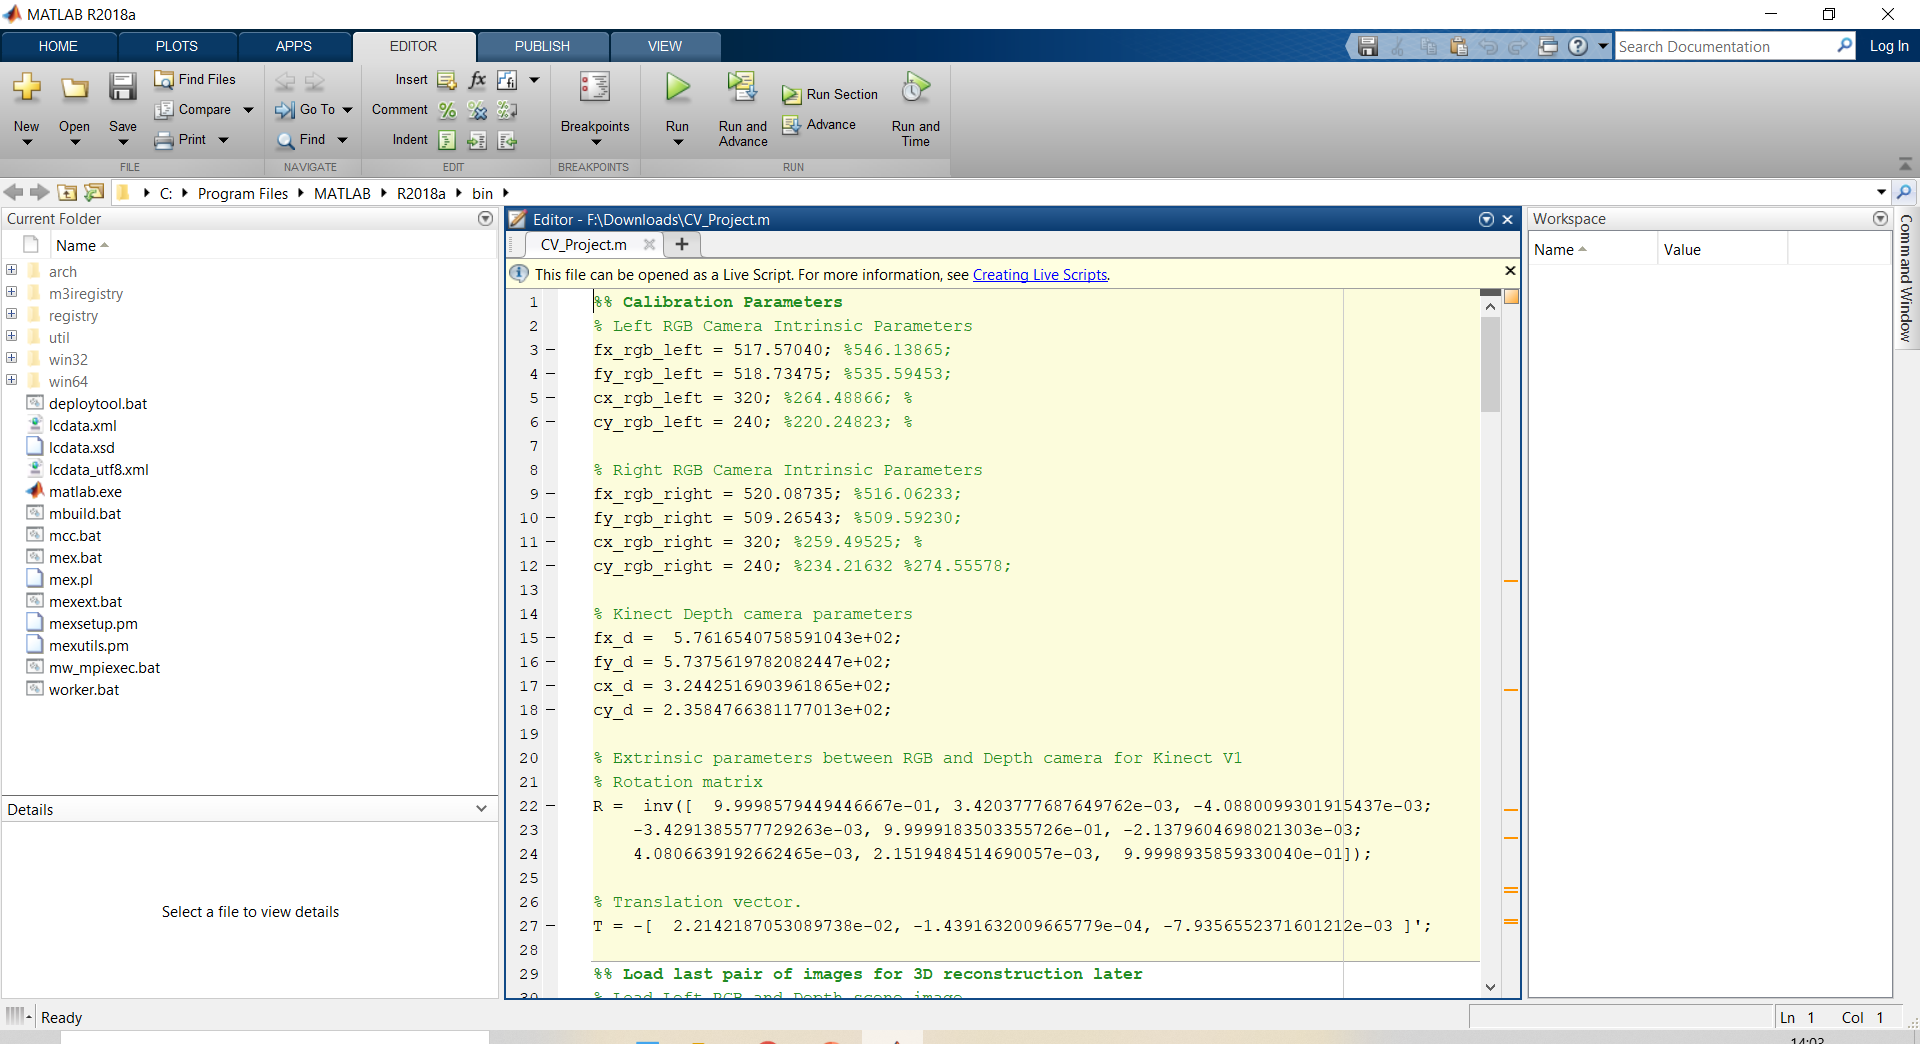 MATLAB R2018a
HOME PLOTS APPS EDITOR PUBLISH VIEW Search Documentation Log In
New Open Save Find Files Compare Print
FILE
Go To Find
NAVIGATE
Insert fx fi
Comment
Indent
EDIT
Breakpoints
BREAKPOINTS
Run Run and Advance Run Section Advance Run and Time
RUN
C: Program Files MATLAB R2018a bin
Current Folder
Name
arch
m3iregistry
registry
util
win32
win64
deploytool.bat
lcdata.xml
lcdata.xsd
lcdata_utf8.xml
matlab.exe
mbuild.bat
mcc.bat
mex.bat
mex.pl
mexext.bat
mexsetup.pm
mexutils.pm
mw_mpiexec.bat
worker.bat
Details
Select a file to view details
Editor - F:\Downloads\CV_Project.m
CV_Project.m
This file can be opened as a Live Script. For more information, see Creating Live Scripts.
1 %% Calibration Parameters
2 % Left RGB Camera Intrinsic Parameters
3 – fx_rgb_left = 517.57040; %546.13865;
4 – fy_rgb_left = 518.73475; %535.59453;
5 – cx_rgb_left = 320; %264.48866; %
6 – cy_rgb_left = 240; %220.24823; %
7
8 % Right RGB Camera Intrinsic Parameters
9 – fx_rgb_right = 520.08735; %516.06233;
10 – fy_rgb_right = 509.26543; %509.59230;
11 – cx_rgb_right = 320; %259.49525; %
12 – cy_rgb_right = 240; %234.21632 %274.55578;
13
14 % Kinect Depth camera parameters
15 – fx_d =  5.7616540758591043e+02;
16 – fy_d = 5.7375619782082447e+02;
17 – cx_d = 3.2442516903961865e+02;
18 – cy_d = 2.3584766381177013e+02;
19
20 % Extrinsic parameters between RGB and Depth camera for Kinect V1
21 % Rotation matrix
22 – R =  inv([  9.9998579449446667e-01, 3.4203777687649762e-03, -4.0880099301915437e-03;
23 -3.4291385577729263e-03, 9.9999183503355726e-01, -2.1379604698021303e-03;
24 4.0806639192662465e-03, 2.1519484514690057e-03,  9.9998935859330040e-01]);
25
26 % Translation vector.
27 – T = -[  2.2142187053089738e-02, -1.4391632009665779e-04, -7.9356552371601212e-03 ]';
28
29 %% Load last pair of images for 3D reconstruction later
30 % Load Left RGB and Depth scene image
Workspace
Name Value
Command Window
Ready
Ln 1 Col 1
14:03